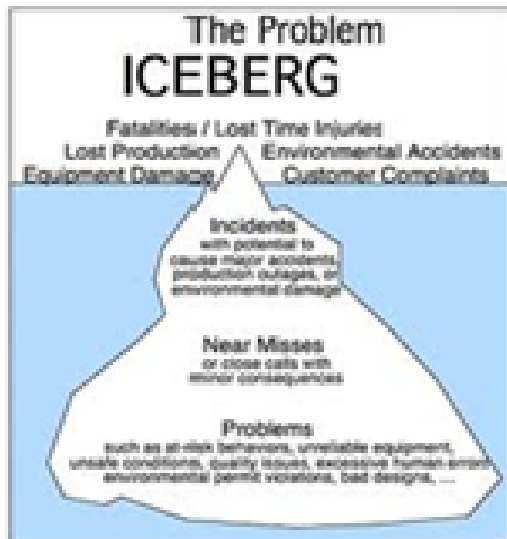 The Problem
ICEBERG
Fatalities / Lost Time Injuries
Lost Production Environmental Accidents
Equipment Damage Customer Complaints
Incidents
with potential to
cause major accidents,
production outages, or
environmental damage
Near Misses
or close calls with
minor consequences
Problems
such as at-risk behaviors, unreliable equipment,
unsafe conditions, quality issues, excessive human errors
environmental permit violations, bad designs, ...